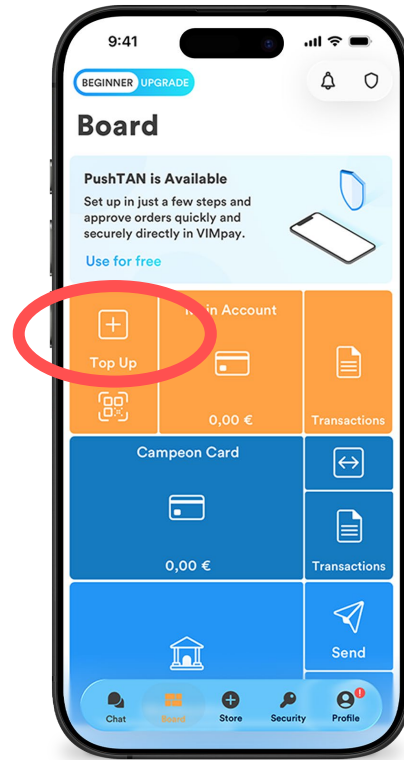 9:41
BEGINNER UPGRADE
Board
PushTAN is Available
Set up in just a few steps and
approve orders quickly and
securely directly in VIMpay.
Use for free
Top Up
in Account
0,00 €
Transactions
Campeon Card
0,00 €
Transactions
Send
Chat
Board
Store
Security
Profile